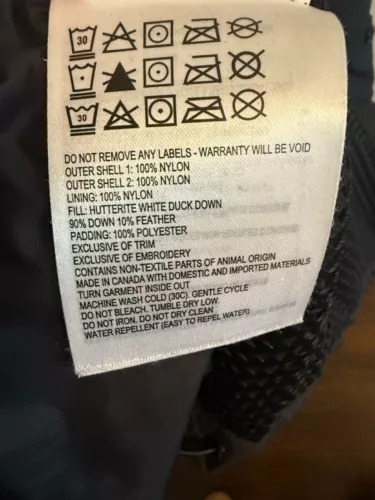 30
30
DO NOT REMOVE ANY LABELS - WARRANTY WILL BE VOID
OUTER SHELL 1: 100% NYLON
OUTER SHELL 2: 100% NYLON
LINING: 100% NYLON
FILL: HUTTERITE WHITE DUCK DOWN
90% DOWN 10% FEATHER
PADDING: 100% POLYESTER
EXCLUSIVE OF TRIM
EXCLUSIVE OF EMBROIDERY
CONTAINS NON-TEXTILE PARTS OF ANIMAL ORIGIN
MADE IN CANADA WITH DOMESTIC AND IMPORTED MATERIALS
TURN GARMENT INSIDE OUT
MACHINE WASH COLD (30C). GENTLE CYCLE
DO NOT BLEACH. TUMBLE DRY LOW.
DO NOT IRON. DO NOT DRY CLEAN
WATER REPELLENT (EASY TO REPEL WATER)